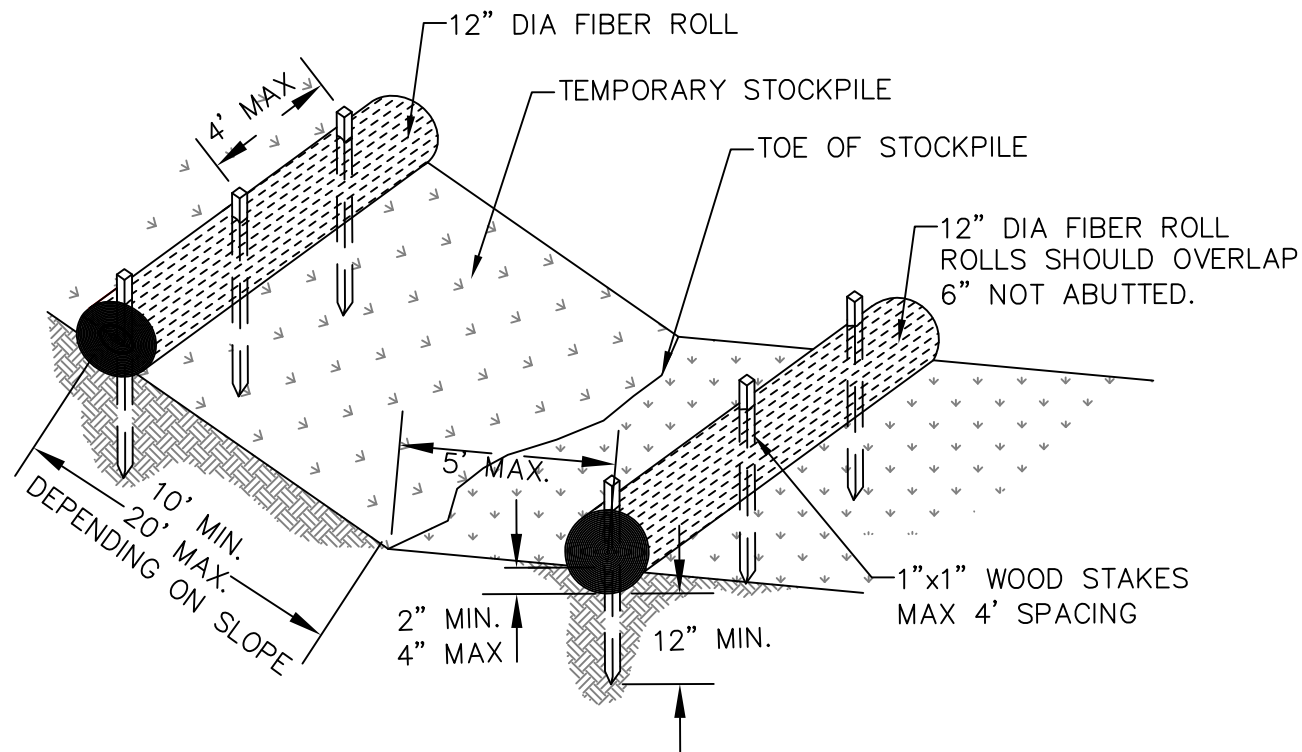 12” DIA FIBER ROLL
4’ MAX
TEMPORARY STOCKPILE
TOE OF STOCKPILE
12” DIA FIBER ROLL
ROLLS SHOULD OVERLAP
6” NOT ABUTTED.
5’ MAX.
10’ MIN.
20’ MAX.
DEPENDING ON SLOPE
1”x1” WOOD STAKES
MAX 4’ SPACING
2” MIN.
4” MAX
12” MIN.